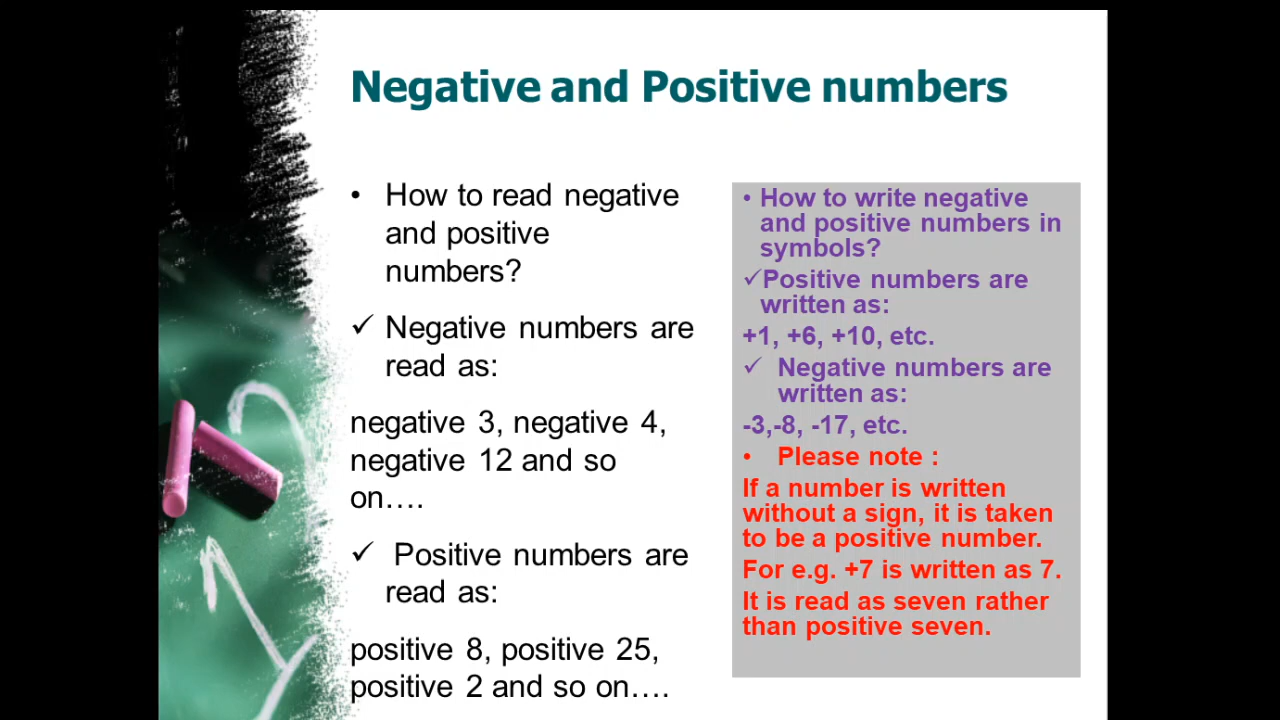 Negative and Positive numbers
• How to read negative
and positive
numbers?
✓ Negative numbers are
read as:
negative 3, negative 4,
negative 12 and so
on….
✓ Positive numbers are
read as:
positive 8, positive 25,
positive 2 and so on….
• How to write negative
and positive numbers in
symbols?
✓Positive numbers are
written as:
+1, +6, +10, etc.
✓ Negative numbers are
written as:
-3,-8, -17, etc.
• Please note :
If a number is written
without a sign, it is taken
to be a positive number.
For e.g. +7 is written as 7.
It is read as seven rather
than positive seven.